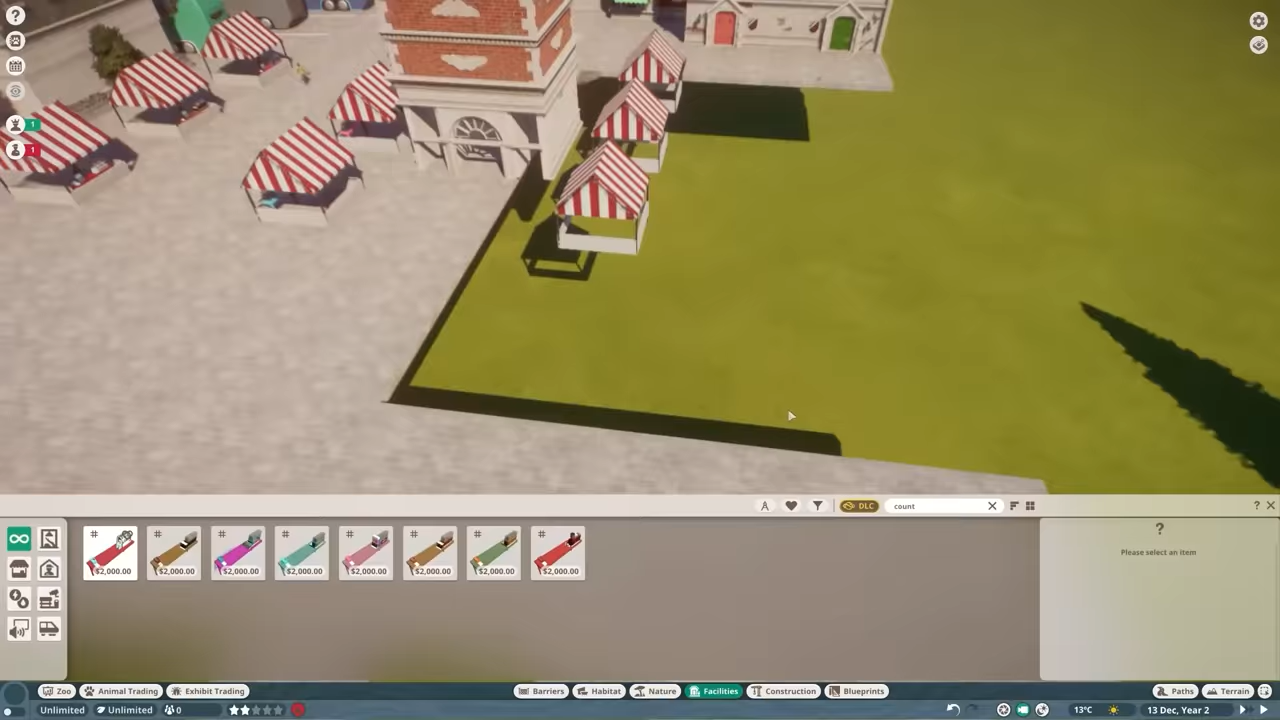 ?
1
1
DLC
count
?
$2,000.00
$2,000.00
$2,000.00
$2,000.00
$2,000.00
$2,000.00
$2,000.00
$2,000.00
?
Please select an item
Zoo
Animal Trading
Exhibit Trading
Barriers
Habitat
Nature
Facilities
Construction
Blueprints
Paths
Terrain
Unlimited
Unlimited
0
13°C
13 Dec, Year 2